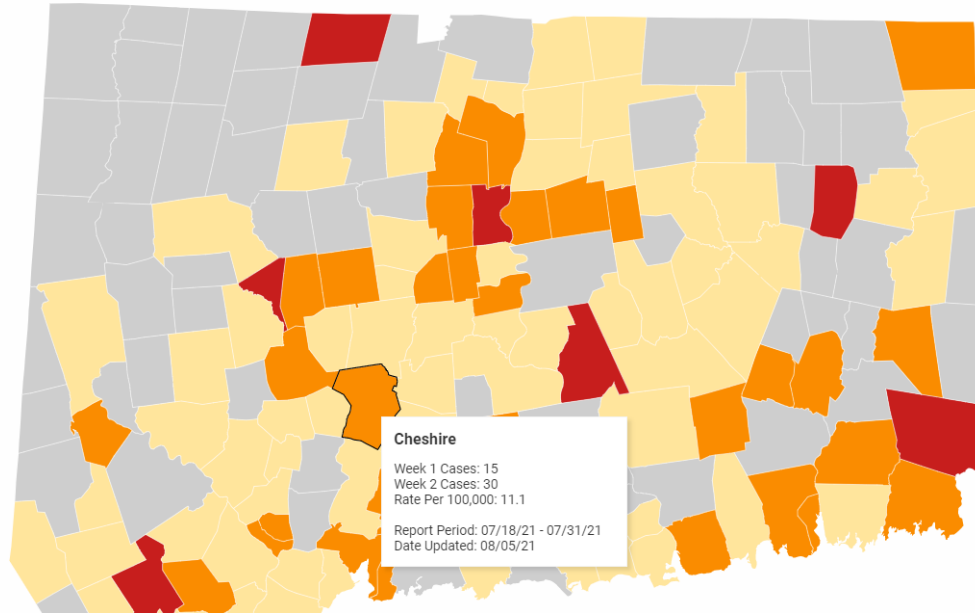 Cheshire
Week 1 Cases: 15
Week 2 Cases: 30
Rate Per 100,000: 11.1
Report Period: 07/18/21 - 07/31/21
Date Updated: 08/05/21